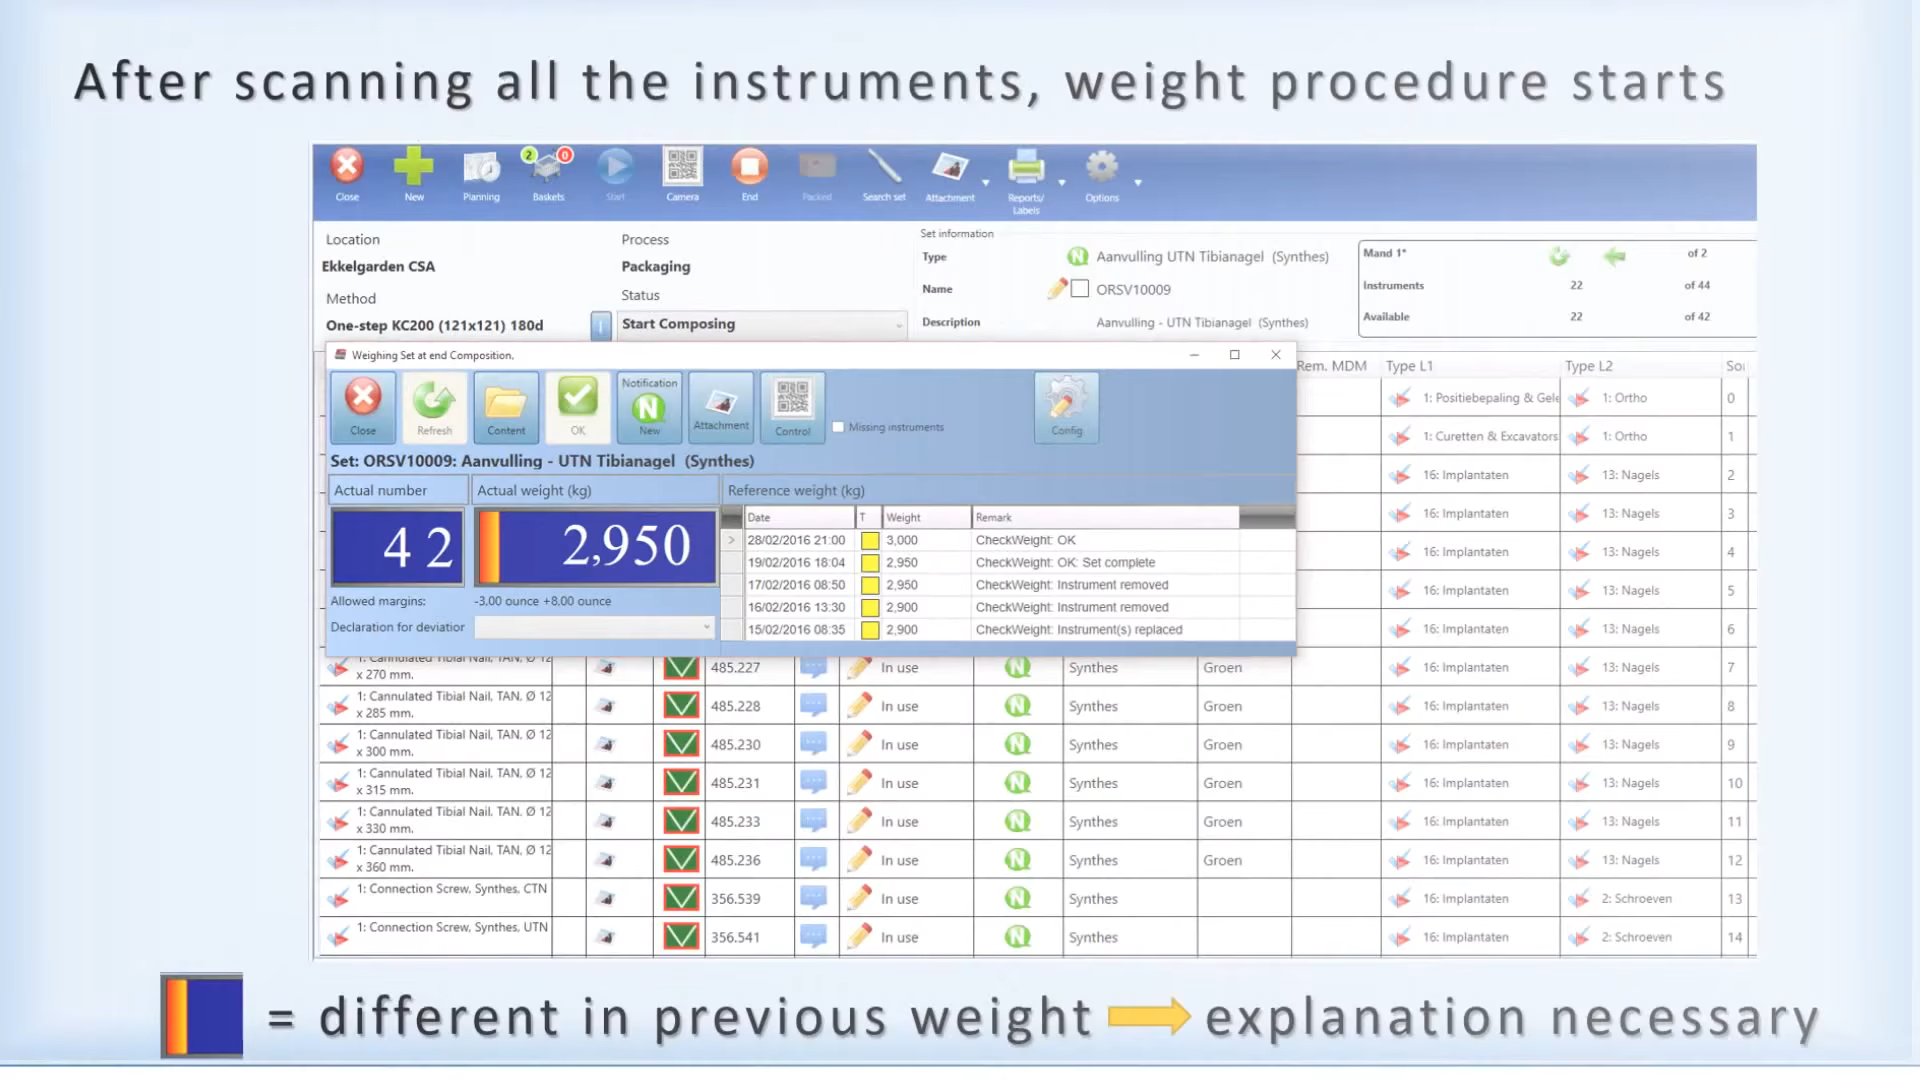 After scanning all the instruments, weight procedure starts
2 0
Close New Planning Baskets Start Camera End Packed Search set Attachment Reports/ Labels Options
Location
Ekkelgarden CSA
Method
One-step KC200 (121x121) 180d
Process
Packaging
Status
Start Composing
Set information
Type Aanvulling UTN Tibianagel (Synthes)
Name ORSV10009
Description Aanvulling - UTN Tibianagel (Synthes)
Mand 1* of 2
Instruments 22 of 44
Available 22 of 42
Weighing Set at end Composition.
Close Refresh Content OK Notification N New Attachment Control Missing instruments Config
Set: ORSV10009: Aanvulling - UTN Tibianagel (Synthes)
Actual number Actual weight (kg) Reference weight (kg)
42 2,950
Allowed margins: -3,00 ounce +8,00 ounce
Declaration for deviatior
Date T Weight Remark
28/02/2016 21:00 3,000 CheckWeight: OK
19/02/2016 18:04 2,950 CheckWeight: OK: Set complete
17/02/2016 08:50 2,950 CheckWeight: Instrument removed
16/02/2016 13:30 2,900 CheckWeight: Instrument removed
15/02/2016 08:35 2,900 CheckWeight: Instrument(s) replaced
Rem. MDM Type L1 Type L2
1: Positiebepaling & Gele 1: Ortho 0
1: Curetten & Excavators 1: Ortho 1
16: Implantaten 13: Nagels 2
16: Implantaten 13: Nagels 3
16: Implantaten 13: Nagels 4
16: Implantaten 13: Nagels 5
16: Implantaten 13: Nagels 6
1: Cannulated Tibial Nail, TAN, Ø 12
x 270 mm. 485.227 In use N Synthes Groen 16: Implantaten 13: Nagels 7
1: Cannulated Tibial Nail, TAN, Ø 12
x 285 mm. 485.228 In use N Synthes Groen 16: Implantaten 13: Nagels 8
1: Cannulated Tibial Nail, TAN, Ø 12
x 300 mm. 485.230 In use N Synthes Groen 16: Implantaten 13: Nagels 9
1: Cannulated Tibial Nail, TAN, Ø 12
x 315 mm. 485.231 In use N Synthes Groen 16: Implantaten 13: Nagels 10
1: Cannulated Tibial Nail, TAN, Ø 12
x 330 mm. 485.233 In use N Synthes Groen 16: Implantaten 13: Nagels 11
1: Cannulated Tibial Nail, TAN, Ø 12
x 360 mm. 485.236 In use N Synthes Groen 16: Implantaten 13: Nagels 12
1: Connection Screw, Synthes, CTN 356.539 In use N Synthes 16: Implantaten 2: Schroeven 13
1: Connection Screw, Synthes, UTN 356.541 In use N Synthes 16: Implantaten 2: Schroeven 14
= different in previous weight explanation necessary